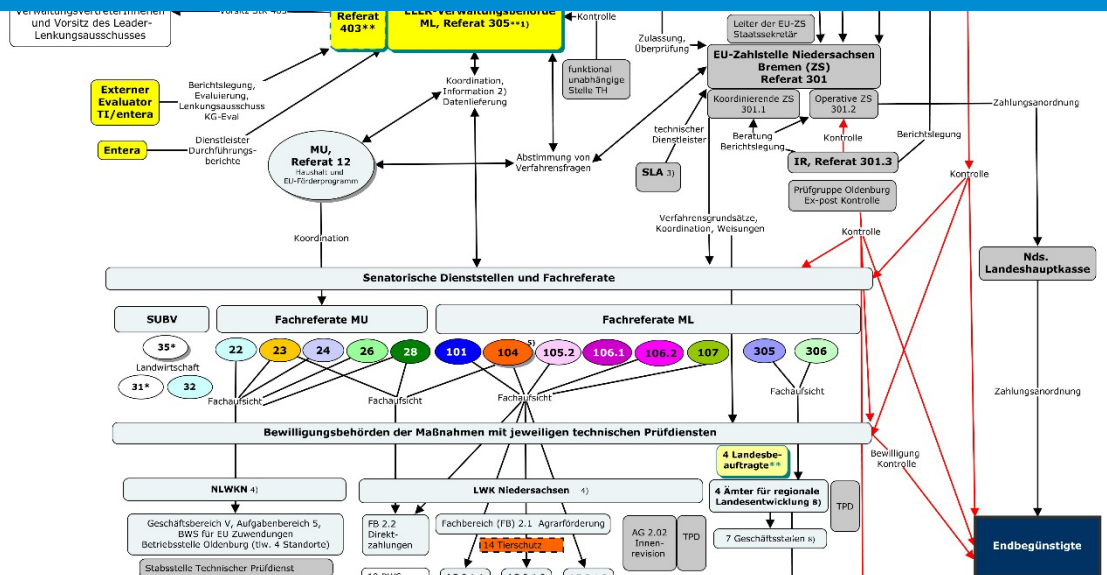 Verwaltungsvertreterinnen
und Vorsitz des Leader-
Lenkungsausschusses
Vorsitz StR 403
Referat
403**
ELER-Verwaltungsbehörde
ML, Referat 305**1)
Kontrolle
funktional
unabhängige
Stelle TH
Zulassung,
Überprüfung
Leiter der EU-ZS
Staatssekretär
EU-Zahlstelle Niedersachsen
Bremen (ZS)
Referat 301
Koordinierende ZS
301.1
Operative ZS
301.2
Zahlungsanordnung
Externer
Evaluator
TI/entera
Berichtslegung,
Evaluierung,
Lenkungsausschuss
KG-Eval
Koordination,
Information 2)
Datenlieferung
technischer
Dienstleister
Beratung
Berichtslegung
Kontrolle
Berichtslegung
Entera
Dienstleister
Durchführungs-
berichte
MU,
Referat 12
Haushalt und
EU-Förderprogramm
Abstimmung von
Verfahrensfragen
SLA 3)
IR, Referat 301.3
Kontrolle
Prüfgruppe Oldenburg
Ex-post Kontrolle
Koordination
Verfahrensgrundsätze,
Koordination, Weisungen
Kontrolle
Nds.
Landeshauptkasse
Senatorische Dienststellen und Fachreferate
SUBV
Fachreferate MU
Fachreferate ML
35*
22
23
24
26
28
101
104
5)
105.2
106.1
106.2
107
305
306
Landwirtschaft
31*
32
Fachaufsicht
Fachaufsicht
Fachaufsicht
Fachaufsicht
Zahlungsanordnung
Bewilligungsbehörden der Maßnahmen mit jeweiligen technischen Prüfdiensten
4 Landesbe-
auftragte**
Bewilligung
Kontrolle
NLWKN 4)
LWK Niedersachsen 4)
4 Ämter für regionale
Landesentwicklung 8)
TPD
Geschäftsbereich V, Aufgabenbereich 5,
BWS für EU Zuwendungen
Betriebsstelle Oldenburg (tlw. 4 Standorte)
FB 2.2
Direkt-
zahlungen
Fachbereich (FB) 2.1 Agrarförderung
14 Tierschutz
AG 2.02
Innen-
revision
TPD
7 Geschäftsstellen 8)
Endbegünstigte
Stabsstelle Technischer Prüfdienst